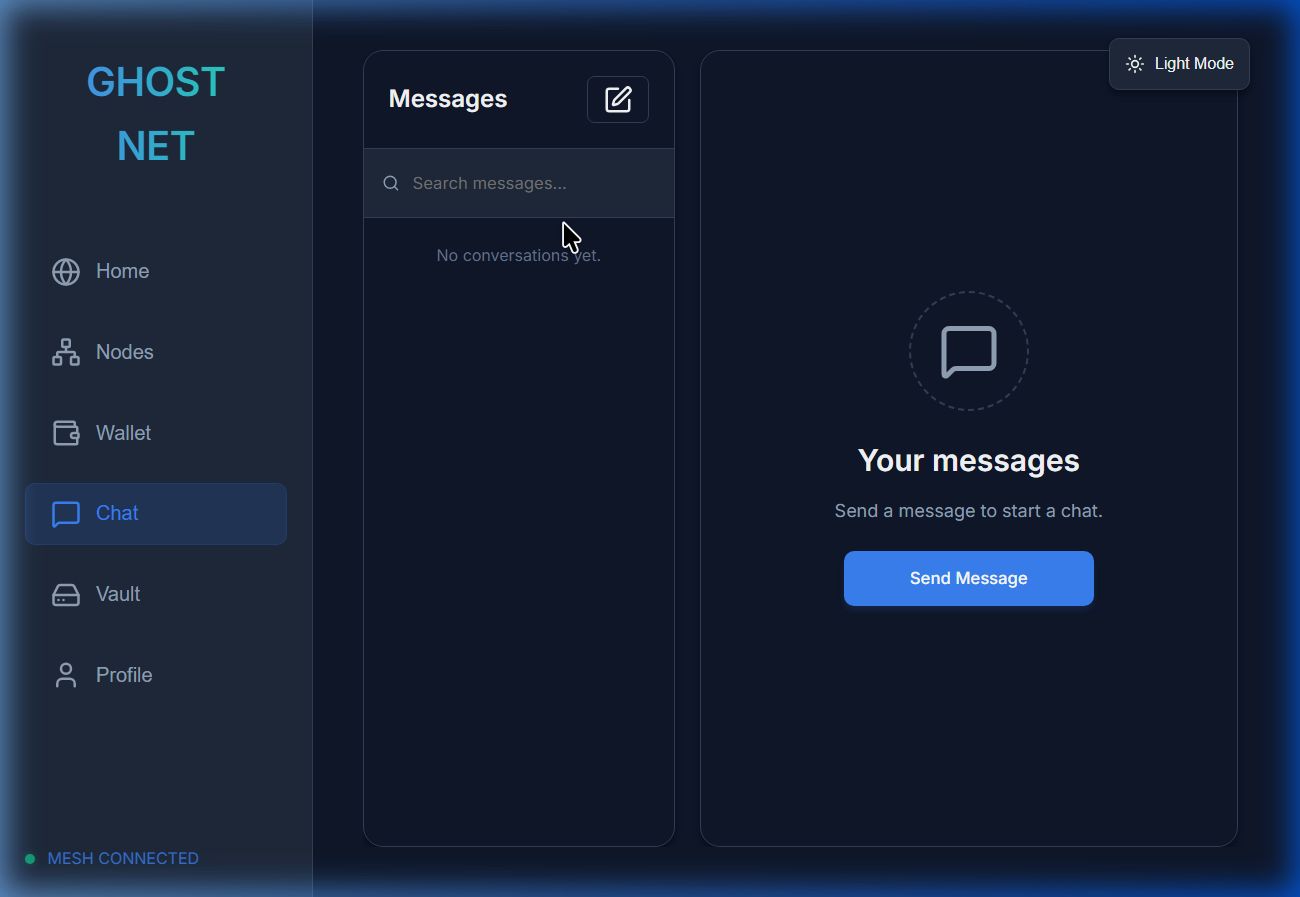 GHOST
NET
Home
Nodes
Wallet
Chat
Vault
Profile
MESH CONNECTED
Messages
Search messages...
No conversations yet.
Light Mode
Your messages
Send a message to start a chat.
Send Message